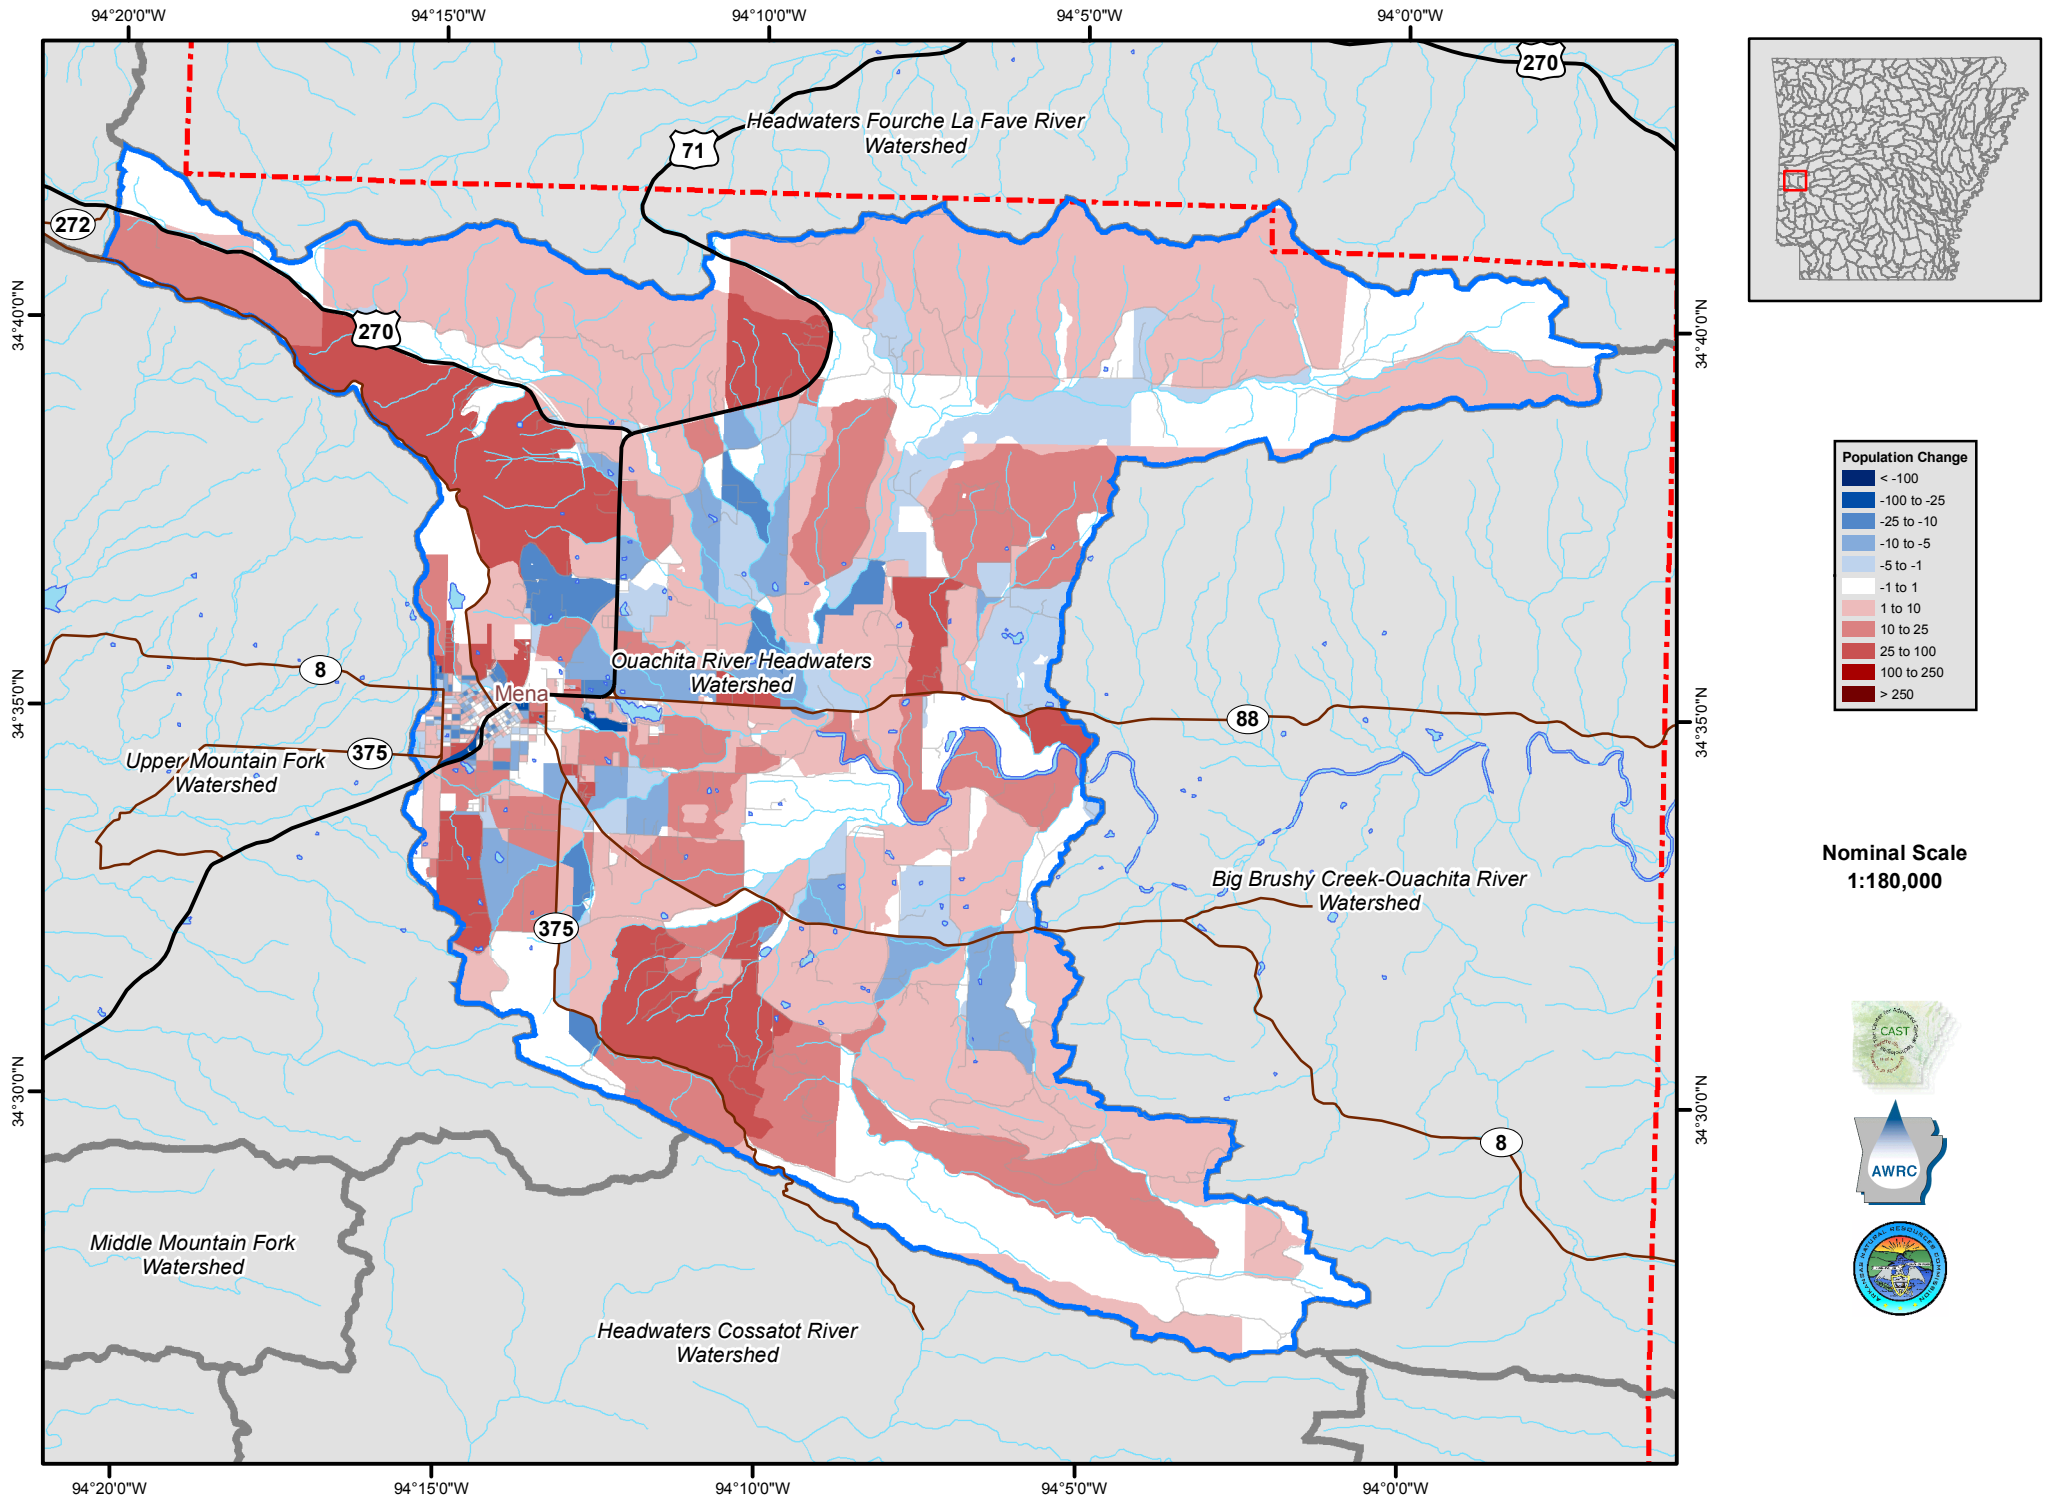 94°20'0"W
94°15'0"W
94°10'0"W
94°5'0"W
94°0'0"W
270
Headwaters Fourche La Fave River
Watershed
71
272
34°40'0"N
270
34°40'0"N
Population Change
< -100
-100 to -25
-25 to -10
-10 to -5
-5 to -1
-1 to 1
1 to 10
10 to 25
25 to 100
100 to 250
> 250
8
Ouachita River Headwaters
Watershed
Mena
34°35'0"N
88
34°35'0"N
375
Upper Mountain Fork
Watershed
Nominal Scale
1:180,000
Big Brushy Creek-Ouachita River
Watershed
375
CAST
34°30'0"N
34°30'0"N
8
AWRC
Middle Mountain Fork
Watershed
ARKANSAS NATURAL RESOURCES COMMISSION
Headwaters Cossatot River
Watershed
94°20'0"W
94°15'0"W
94°10'0"W
94°5'0"W
94°0'0"W